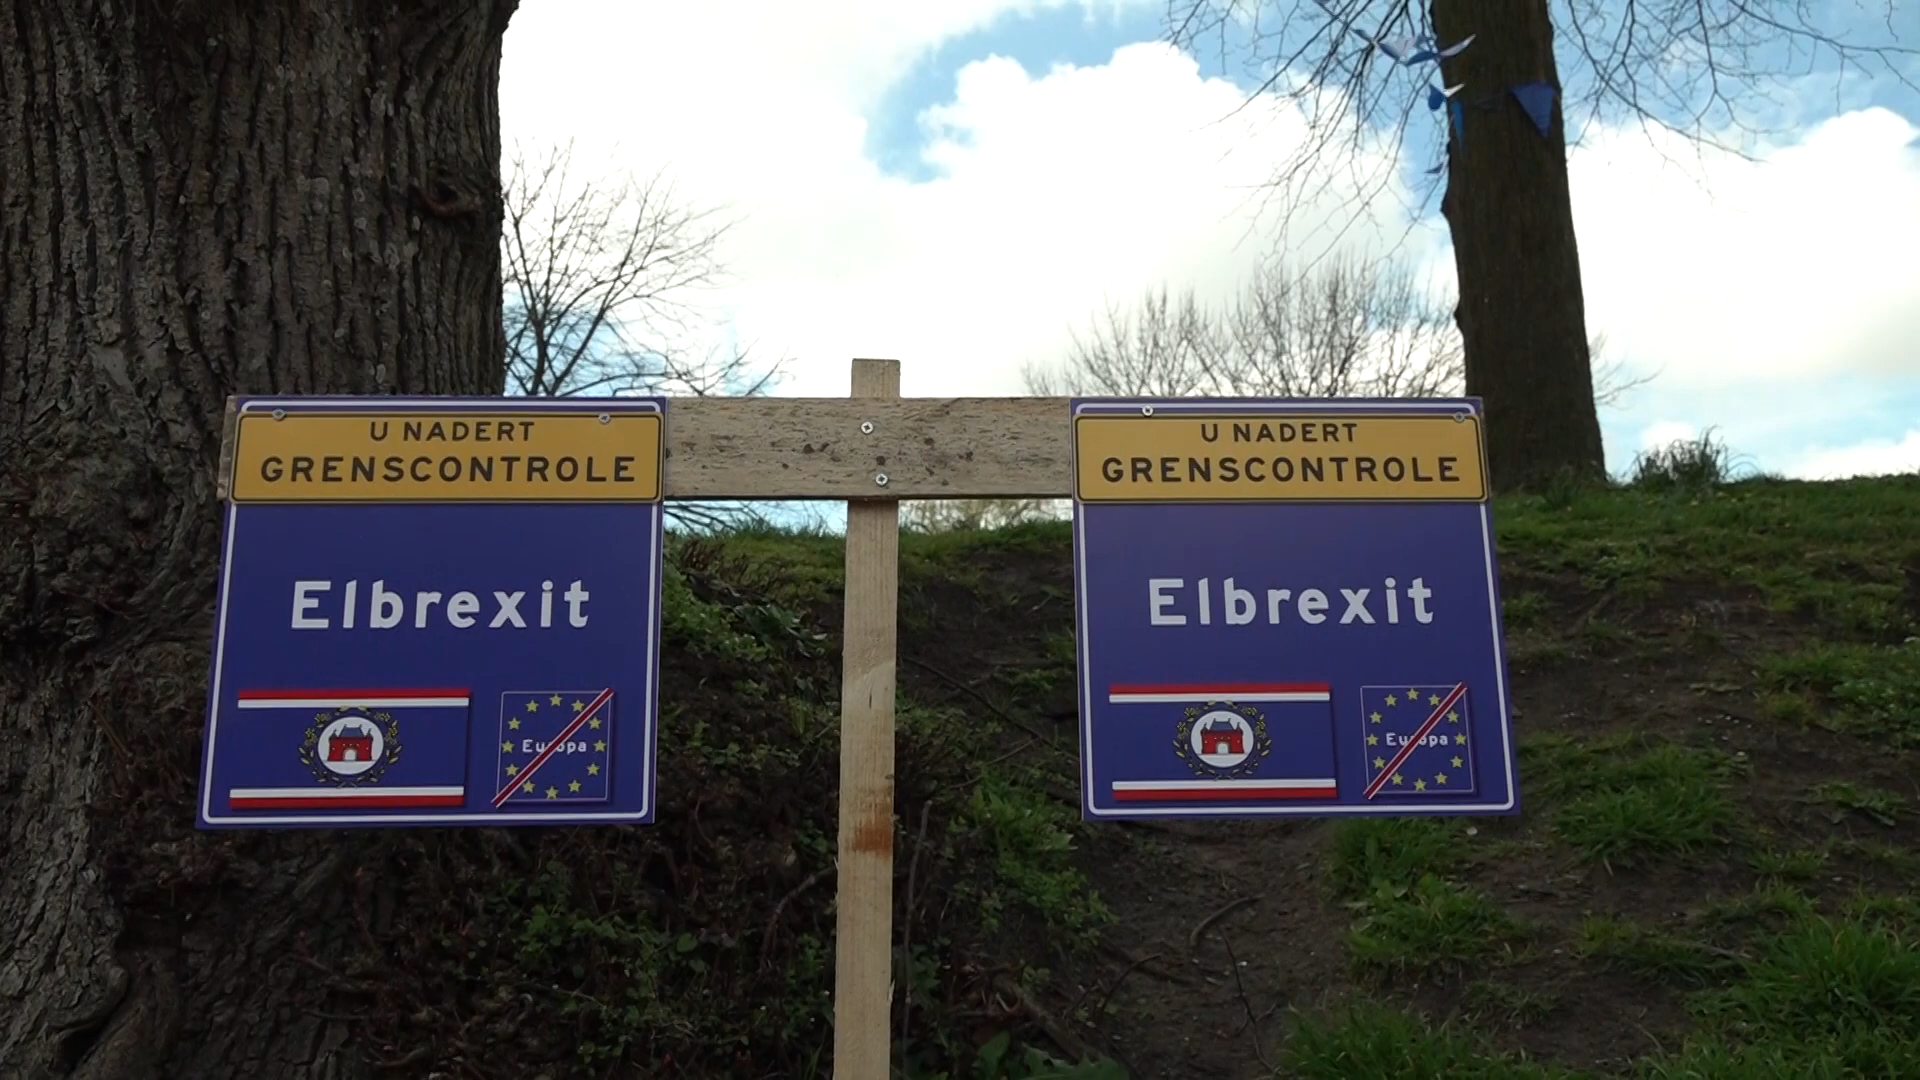 U NADERT
GRENSCONTROLE
Elbrexit
Europa
U NADERT
GRENSCONTROLE
Elbrexit
Europa